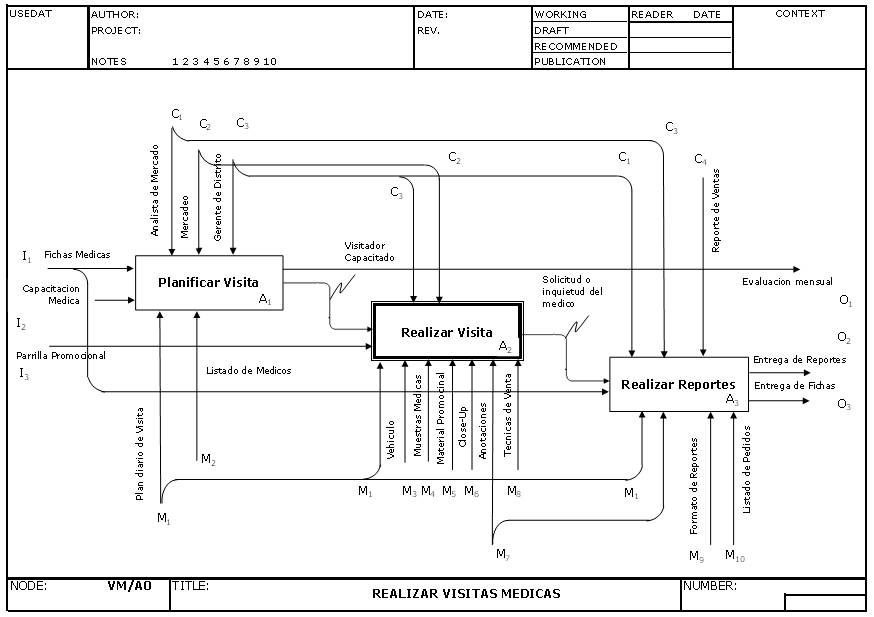 USEDAT
AUTHOR:
PROJECT:
NOTES 1 2 3 4 5 6 7 8 9 10
DATE:
REV.
WORKING
DRAFT
RECOMMENDED
PUBLICATION
READER DATE
CONTEXT
C1
C2
C3
C3
C2
C1
C4
C3
Analista de Mercado
Mercadeo
Gerente de Distrito
Reporte de Ventas
I1
Fichas Medicas
Capacitacion
Medica
I2
Parrilla Promocional
I3
Planificar Visita
A1
Visitador
Capacitado
Realizar Visita
A2
Solicitud o
inquietud del
medico
Evaluacion mensual
O1
O2
Entrega de Reportes
Entrega de Fichas
O3
Realizar Reportes
A3
Listado de Medicos
Plan diario de Visita
Vehiculo
Muestras Medicas
Material Promocinal
Close-Up
Anotaciones
Tecnicas de Venta
Formato de Reportes
Listado de Pedidos
M2
M1
M1
M3
M4
M5
M6
M8
M1
M7
M9
M10
NODE: VM/AO
TITLE:
REALIZAR VISITAS MEDICAS
NUMBER: